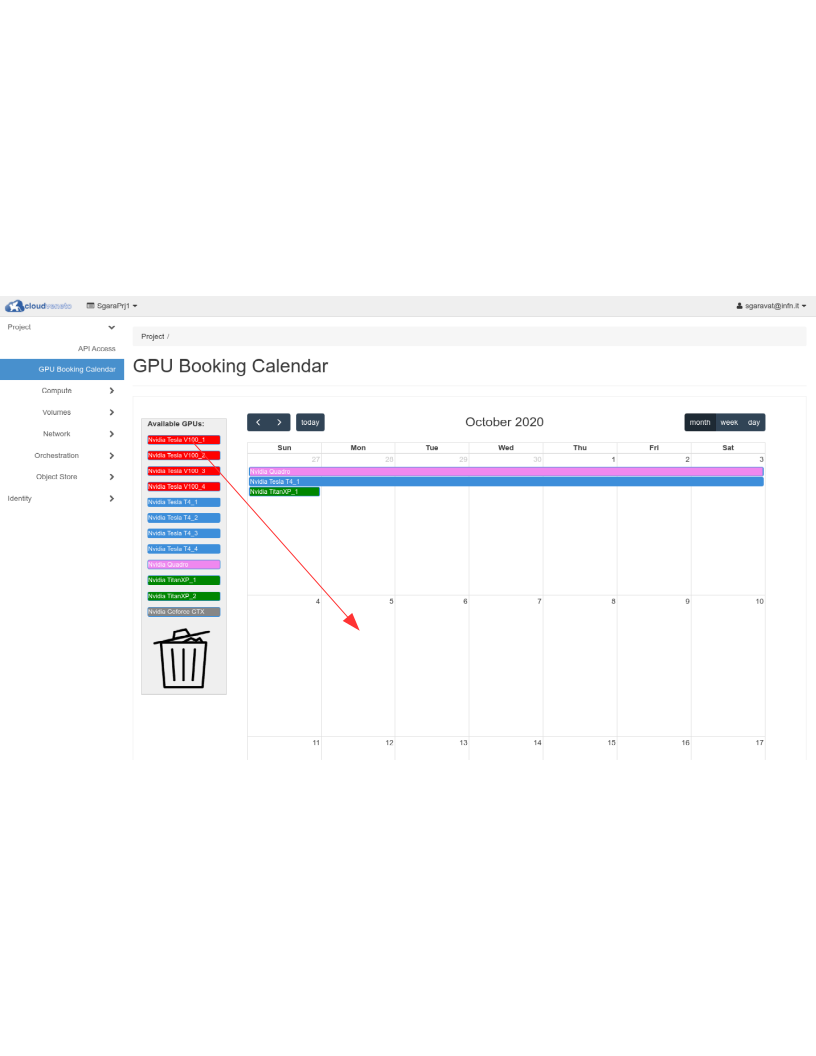 cloudveneto SgaraPrj1 sgaravat@infn.it
Project
API Access
GPU Booking Calendar
Compute
Volumes
Network
Orchestration
Object Store
Identity
Project /
GPU Booking Calendar
Available GPUs:
Nvidia Tesla V100_1
Nvidia Tesla V100_2
Nvidia Tesla V100_3
Nvidia Tesla V100_4
Nvidia Tesla T4_1
Nvidia Tesla T4_2
Nvidia Tesla T4_3
Nvidia Tesla T4_4
Nvidia Quadro
Nvidia TitanXP_1
Nvidia TitanXP_2
Nvidia Geforce GTX
today October 2020 month week day
Sun Mon Tue Wed Thu Fri Sat
27 28 29 30 1 2 3
Nvidia Quadro
Nvidia Tesla T4_1
Nvidia TitanXP_1
4 5 6 7 8 9 10
11 12 13 14 15 16 17